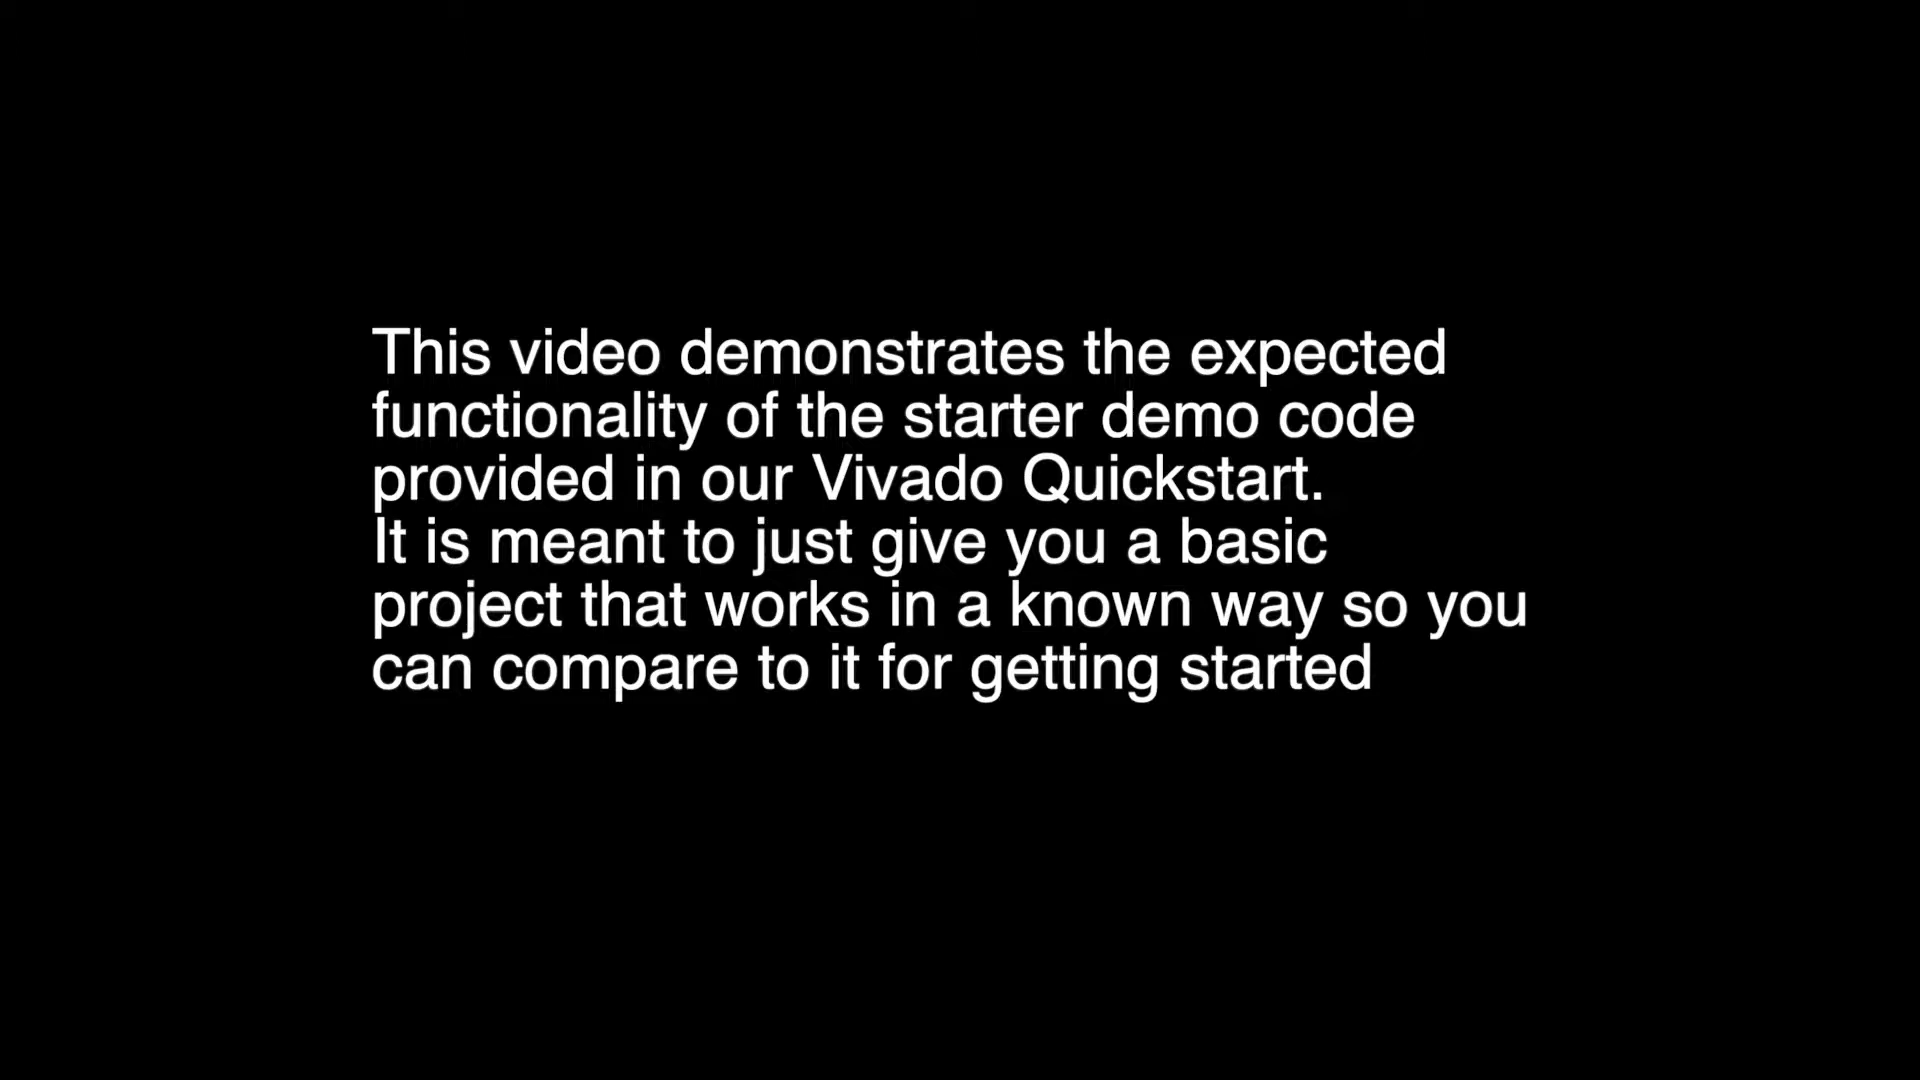 This video demonstrates the expected
functionality of the starter demo code
provided in our Vivado Quickstart.
It is meant to just give you a basic
project that works in a known way so you
can compare to it for getting started